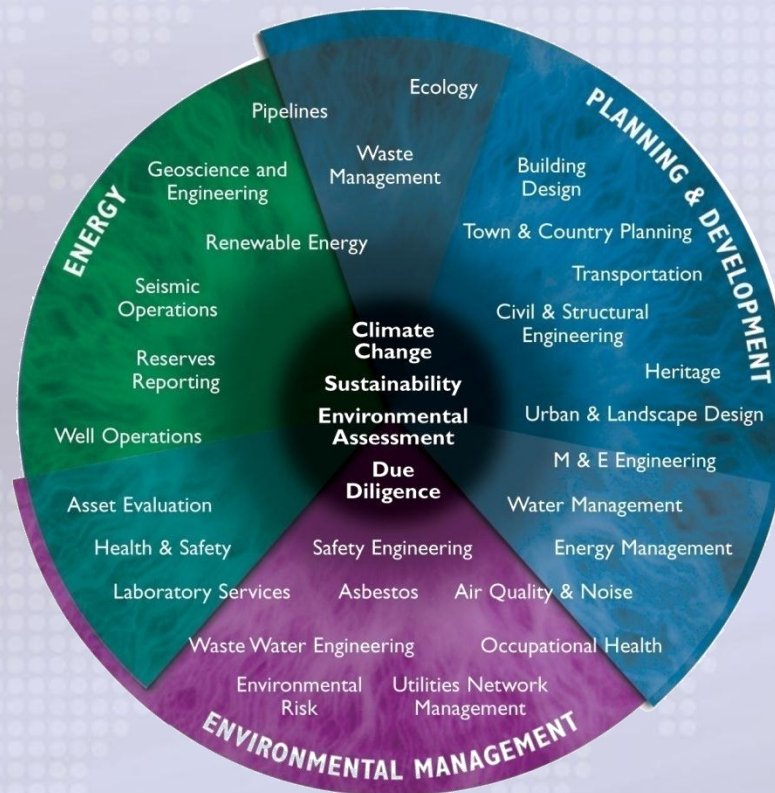 ENERGY
PLANNING & DEVELOPMENT
Ecology
Pipelines
Waste
Management
Geoscience and
Engineering
Building
Design
Renewable Energy
Town & Country Planning
Transportation
Seismic
Operations
Civil & Structural
Engineering
Climate
Change
Reserves
Reporting
Heritage
Sustainability
Environmental
Assessment
Urban & Landscape Design
Well Operations
M & E Engineering
Due
Diligence
Asset Evaluation
Water Management
Health & Safety
Safety Engineering
Energy Management
Laboratory Services
Asbestos
Air Quality & Noise
Waste Water Engineering
Occupational Health
Environmental
Risk
Utilities Network
Management
ENVIRONMENTAL MANAGEMENT